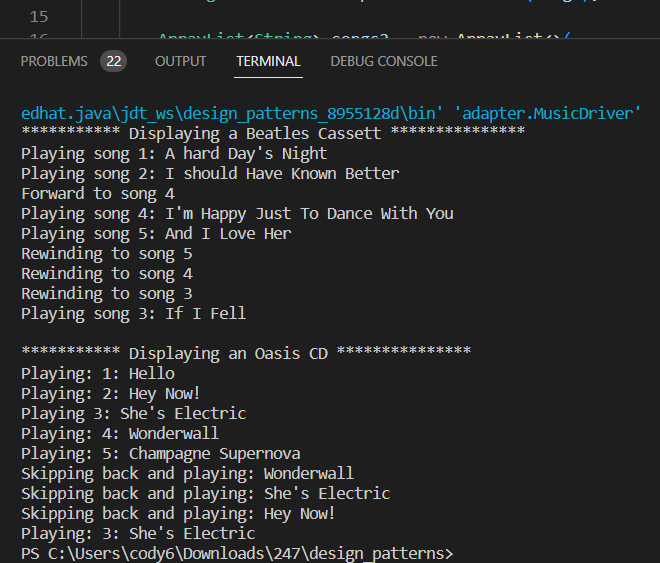 15
16 ArrayList<String> songs2 = new ArrayList<>(
PROBLEMS 22 OUTPUT TERMINAL DEBUG CONSOLE
edhat.java\jdt_ws\design_patterns_8955128d\bin' 'adapter.MusicDriver'
*********** Displaying a Beatles Cassett ***************
Playing song 1: A hard Day's Night
Playing song 2: I should Have Known Better
Forward to song 4
Playing song 4: I'm Happy Just To Dance With You
Playing song 5: And I Love Her
Rewinding to song 5
Rewinding to song 4
Rewinding to song 3
Playing song 3: If I Fell
*********** Displaying an Oasis CD ***************
Playing: 1: Hello
Playing: 2: Hey Now!
Playing 3: She's Electric
Playing: 4: Wonderwall
Playing: 5: Champagne Supernova
Skipping back and playing: Wonderwall
Skipping back and playing: She's Electric
Skipping back and playing: Hey Now!
Playing: 3: She's Electric
PS C:\Users\cody6\Downloads\247\design_patterns>